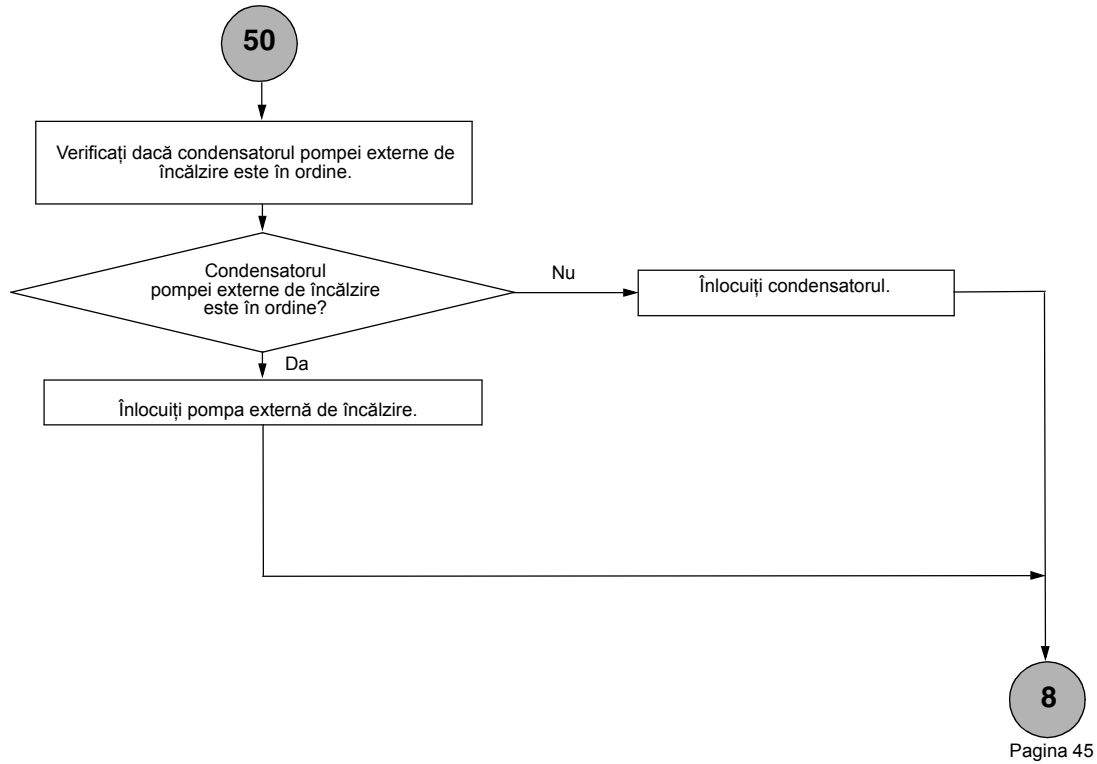 50
Verificați dacă condensatorul pompei externe de
încălzire este în ordine.
Condensatorul
pompei externe de încălzire
este în ordine?
Nu
Înlocuiți condensatorul.
Da
Înlocuiți pompa externă de încălzire.
8
Pagina 45